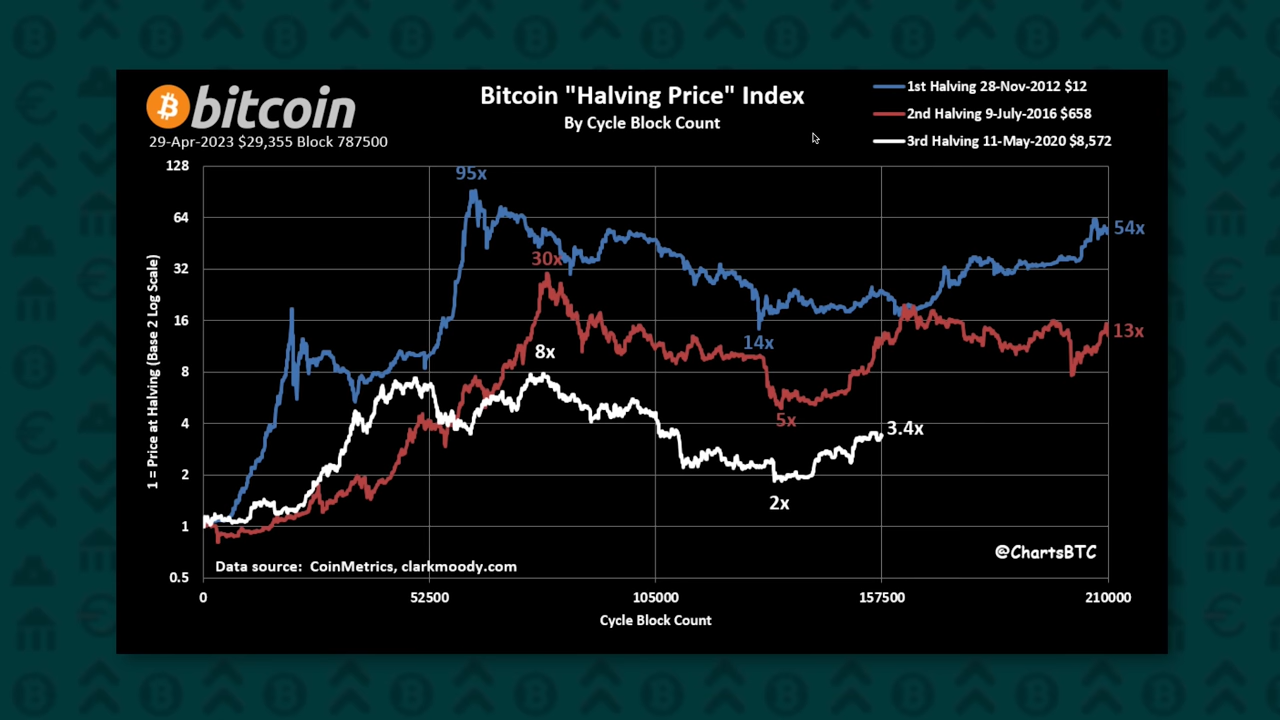 bitcoin
29-Apr-2023 $29,355 Block 787500
Bitcoin "Halving Price" Index
By Cycle Block Count
1st Halving 28-Nov-2012 $12
2nd Halving 9-July-2016 $658
3rd Halving 11-May-2020 $8,572
1 = Price at Halving (Base 2 Log Scale)
128
64
32
16
8
4
2
1
0.5
95x
30x
8x
14x
5x
2x
54x
13x
3.4x
@ChartsBTC
Data source: CoinMetrics, clarkmoody.com
0 52500 105000 157500 210000
Cycle Block Count